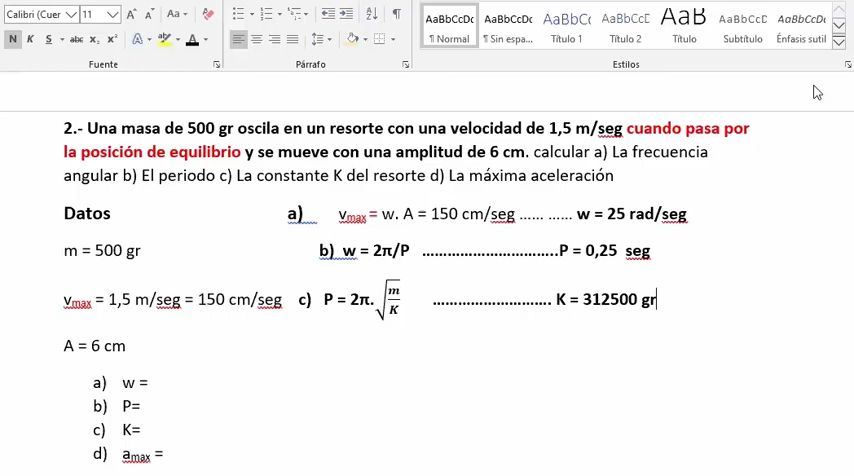 Calibri (Cuer 11 A A Aa A
Fuente
Párrafo
N K S abc x₂ x² A aby A
AaBbCcDc AaBbCcDc AaBbC( AaBbCcC AaB AaBbCcD AaBbCcDc
¶ Normal ¶ Sin espa... Título 1 Título 2 Título Subtítulo Énfasis sutil
Estilos
2.- Una masa de 500 gr oscila en un resorte con una velocidad de 1,5 m/seg cuando pasa por
la posición de equilibrio y se mueve con una amplitud de 6 cm. calcular a) La frecuencia
angular b) El periodo c) La constante K del resorte d) La máxima aceleración
Datos a) vmax = w. A = 150 cm/seg ...... ...... w = 25 rad/seg
m = 500 gr b) w = 2π/P ................................P = 0,25 seg
vmax = 1,5 m/seg = 150 cm/seg c) P = 2π.√m/K ............................ K = 312500 gr
A = 6 cm
a) w =
b) P=
c) K=
d) amax =